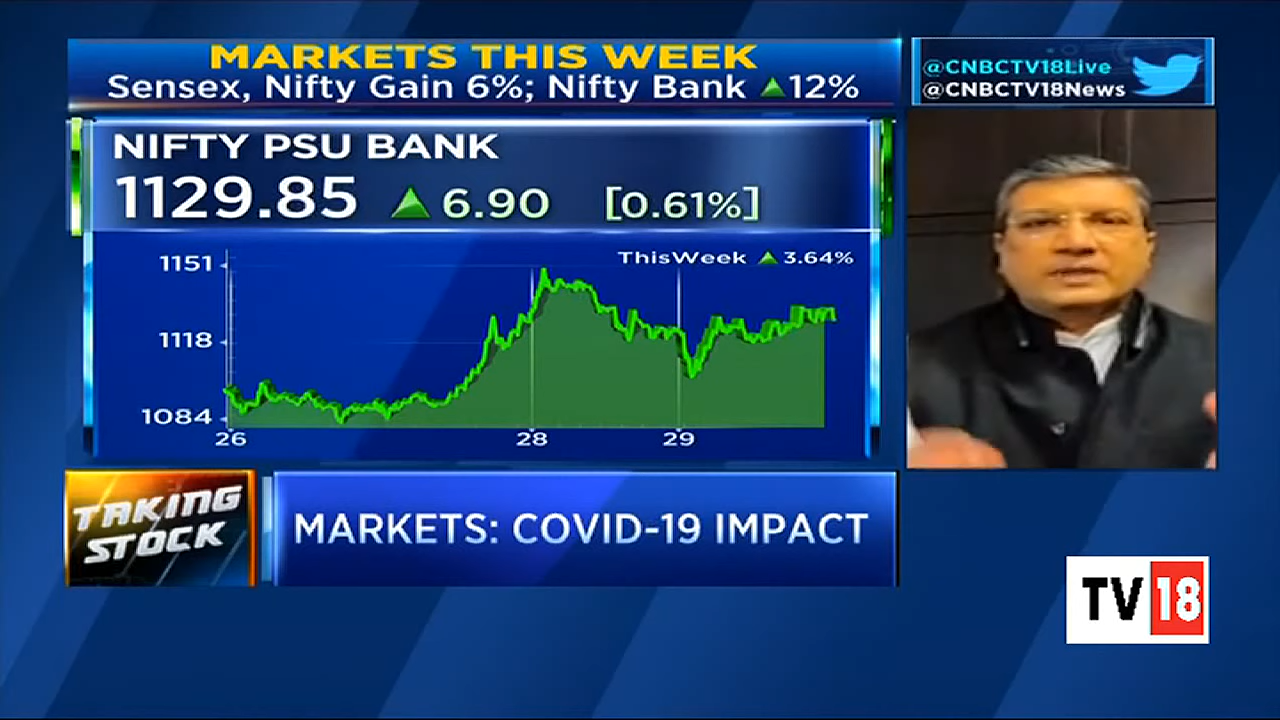 MARKETS THIS WEEK
Sensex, Nifty Gain 6%; Nifty Bank ▲12%
@CNBCTV18Live
@CNBCTV18News
NIFTY PSU BANK
1129.85 ▲ 6.90 [0.61%]
ThisWeek ▲ 3.64%
1151
1118
1084
26 28 29
TAKING
STOCK
MARKETS: COVID-19 IMPACT
TV18